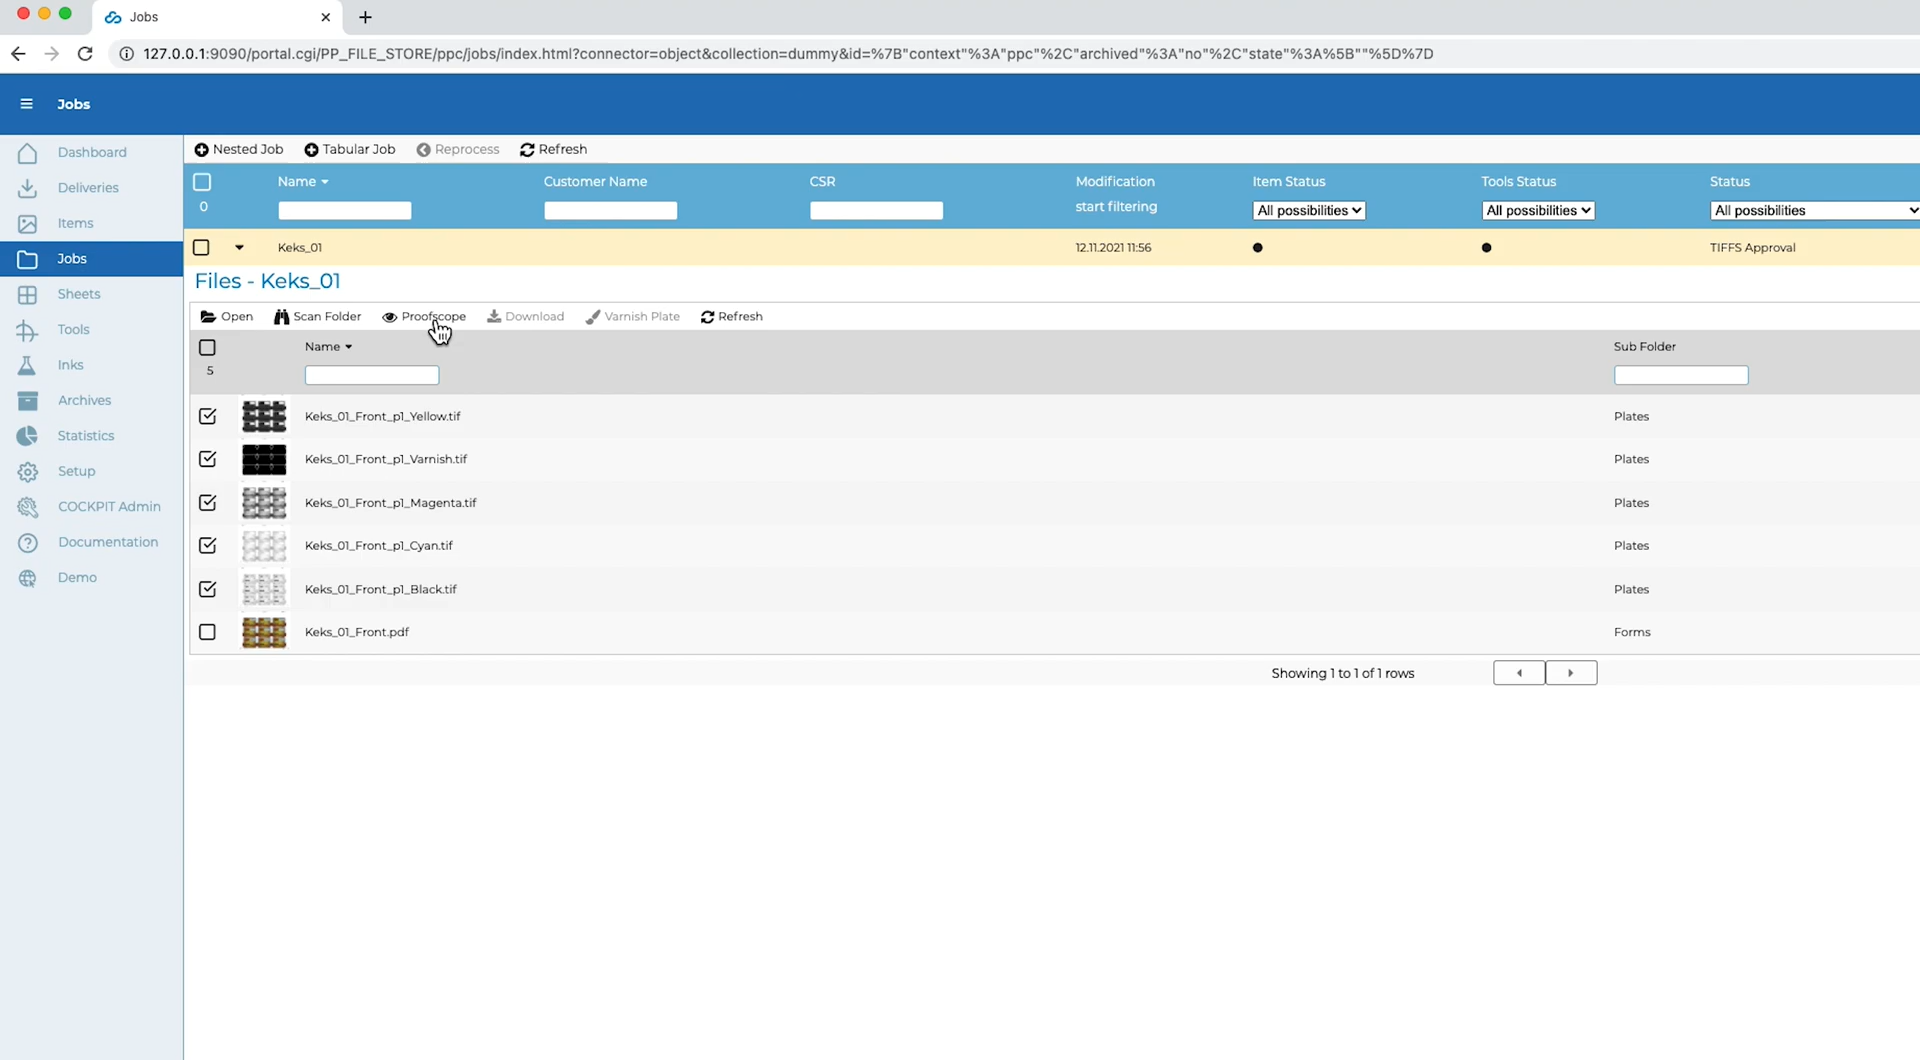 Jobs
127.0.0.1:9090/portal.cgi/PP_FILE_STORE/ppc/jobs/index.html?connector=object&collection=dummy&id=%7B"context"%3A"ppc"%2C"archived"%3A"no"%2C"state"%3A%5B""%5D%7D
Jobs
Dashboard
Deliveries
Items
Jobs
Sheets
Tools
Inks
Archives
Statistics
Setup
COCKPIT Admin
Documentation
Demo
Nested Job Tabular Job Reprocess Refresh
Name Customer Name CSR Modification Item Status Tools Status Status
0 start filtering All possibilities All possibilities All possibilities
Keks_01 12.11.2021 11:56 TIFFS Approval
Files - Keks_01
Open Scan Folder Proofscope Download Varnish Plate Refresh
Name Sub Folder
5
Keks_01_Front_p1_Yellow.tif Plates
Keks_01_Front_p1_Varnish.tif Plates
Keks_01_Front_p1_Magenta.tif Plates
Keks_01_Front_p1_Cyan.tif Plates
Keks_01_Front_p1_Black.tif Plates
Keks_01_Front.pdf Forms
Showing 1 to 1 of 1 rows